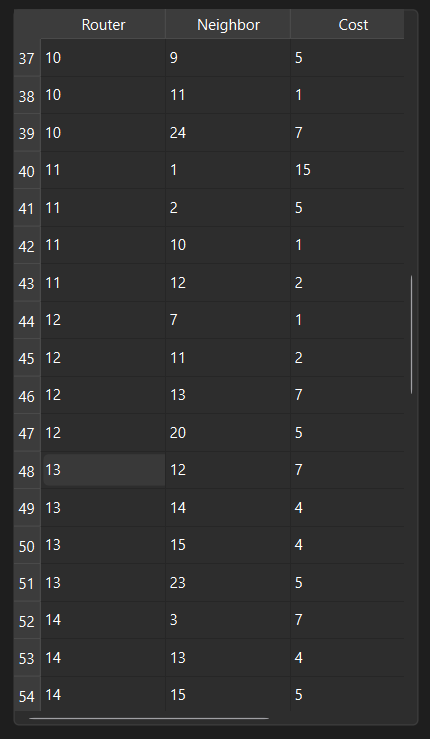 Router Neighbor Cost
37 10 9 5
38 10 11 1
39 10 24 7
40 11 1 15
41 11 2 5
42 11 10 1
43 11 12 2
44 12 7 1
45 12 11 2
46 12 13 7
47 12 20 5
48 13 12 7
49 13 14 4
50 13 15 4
51 13 23 5
52 14 3 7
53 14 13 4
54 14 15 5